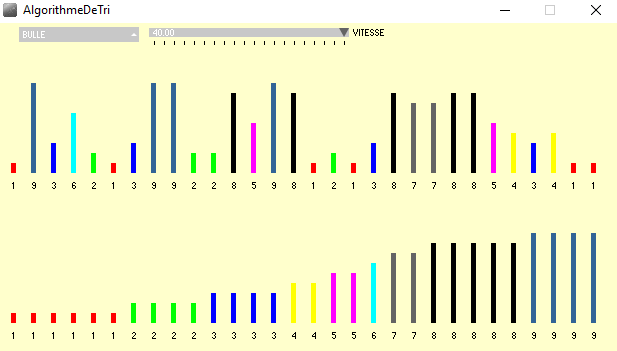 AlgorithmeDeTri
BULLE 40.00 VITESSE
1 9 3 6 2 1 3 9 9 2 2 8 5 9 8 1 2 1 3 8 7 7 8 8 5 4 3 4 1 1
1 1 1 1 1 1 2 2 2 2 3 3 3 3 4 4 5 5 6 7 7 8 8 8 8 8 9 9 9 9